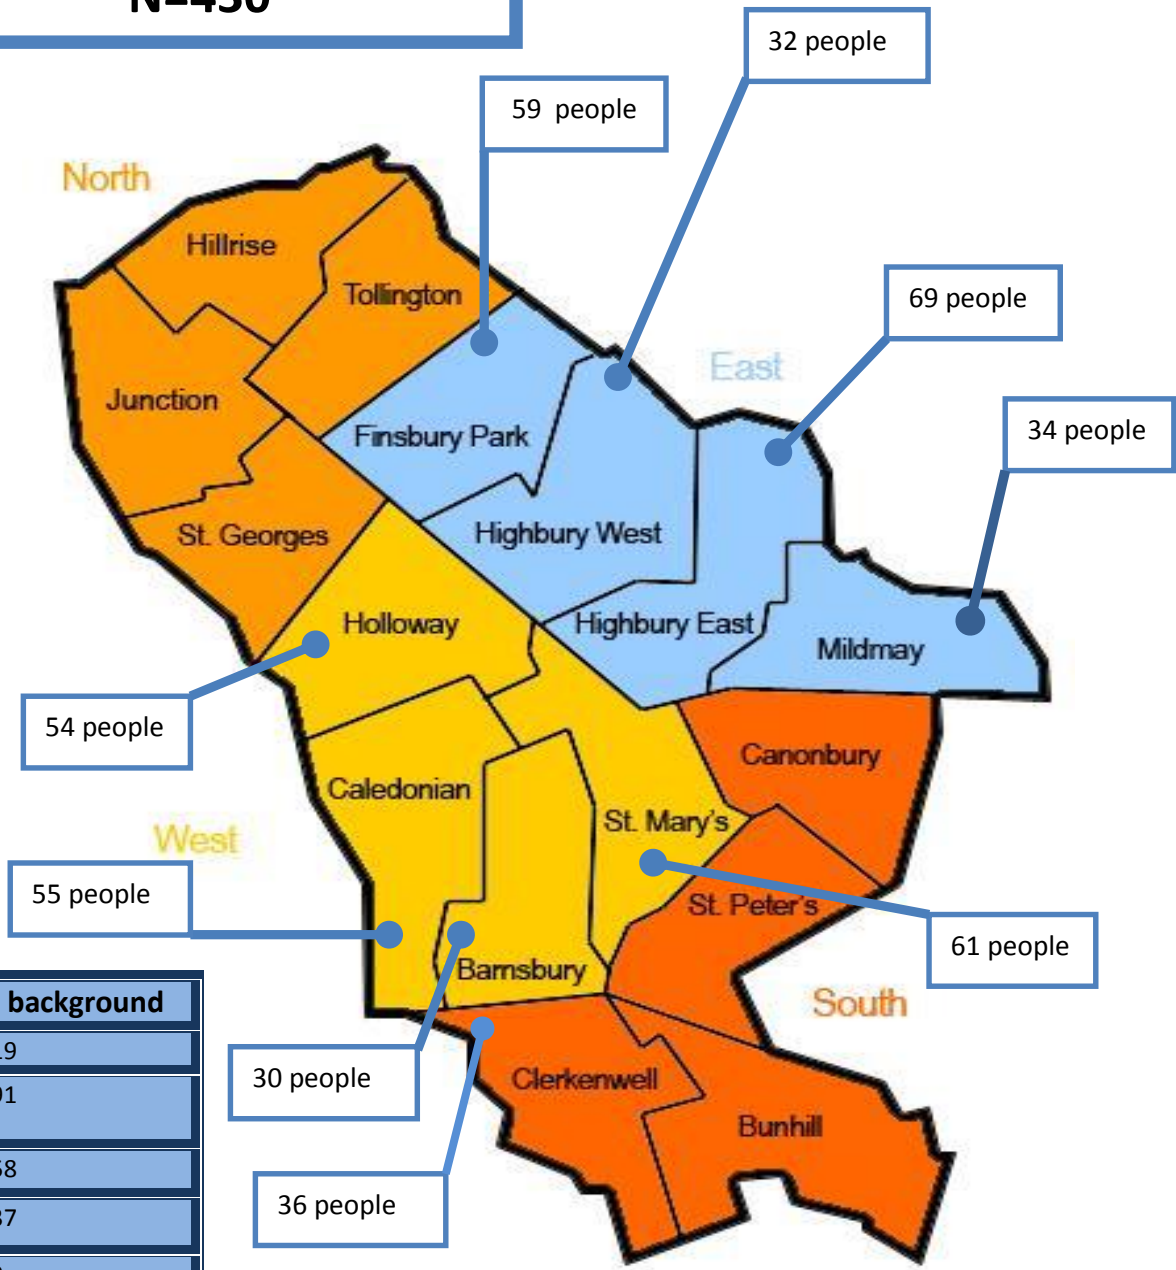 N=430
32 people
59 people
North
Hillrise
Tollington
69 people
East
Junction
Finsbury Park
34 people
St. Georges
Highbury West
Holloway
Highbury East
Mildmay
54 people
Canonbury
Caledonian
St. Mary's
West
55 people
St. Peter's
61 people
Barnsbury
background
South
30 people
Clerkenwell
Bunhill
36 people